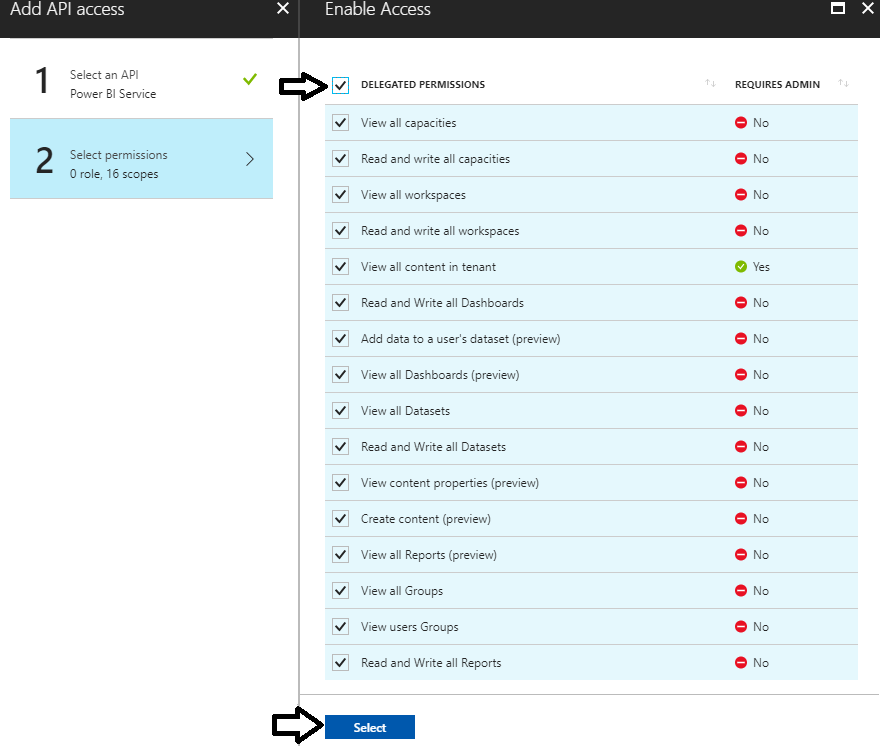 Add API access
Enable Access
1
Select an API
Power BI Service
2
Select permissions
0 role, 16 scopes
DELEGATED PERMISSIONS REQUIRES ADMIN
View all capacities No
Read and write all capacities No
View all workspaces No
Read and write all workspaces No
View all content in tenant Yes
Read and Write all Dashboards No
Add data to a user's dataset (preview) No
View all Dashboards (preview) No
View all Datasets No
Read and Write all Datasets No
View content properties (preview) No
Create content (preview) No
View all Reports (preview) No
View all Groups No
View users Groups No
Read and Write all Reports No
Select